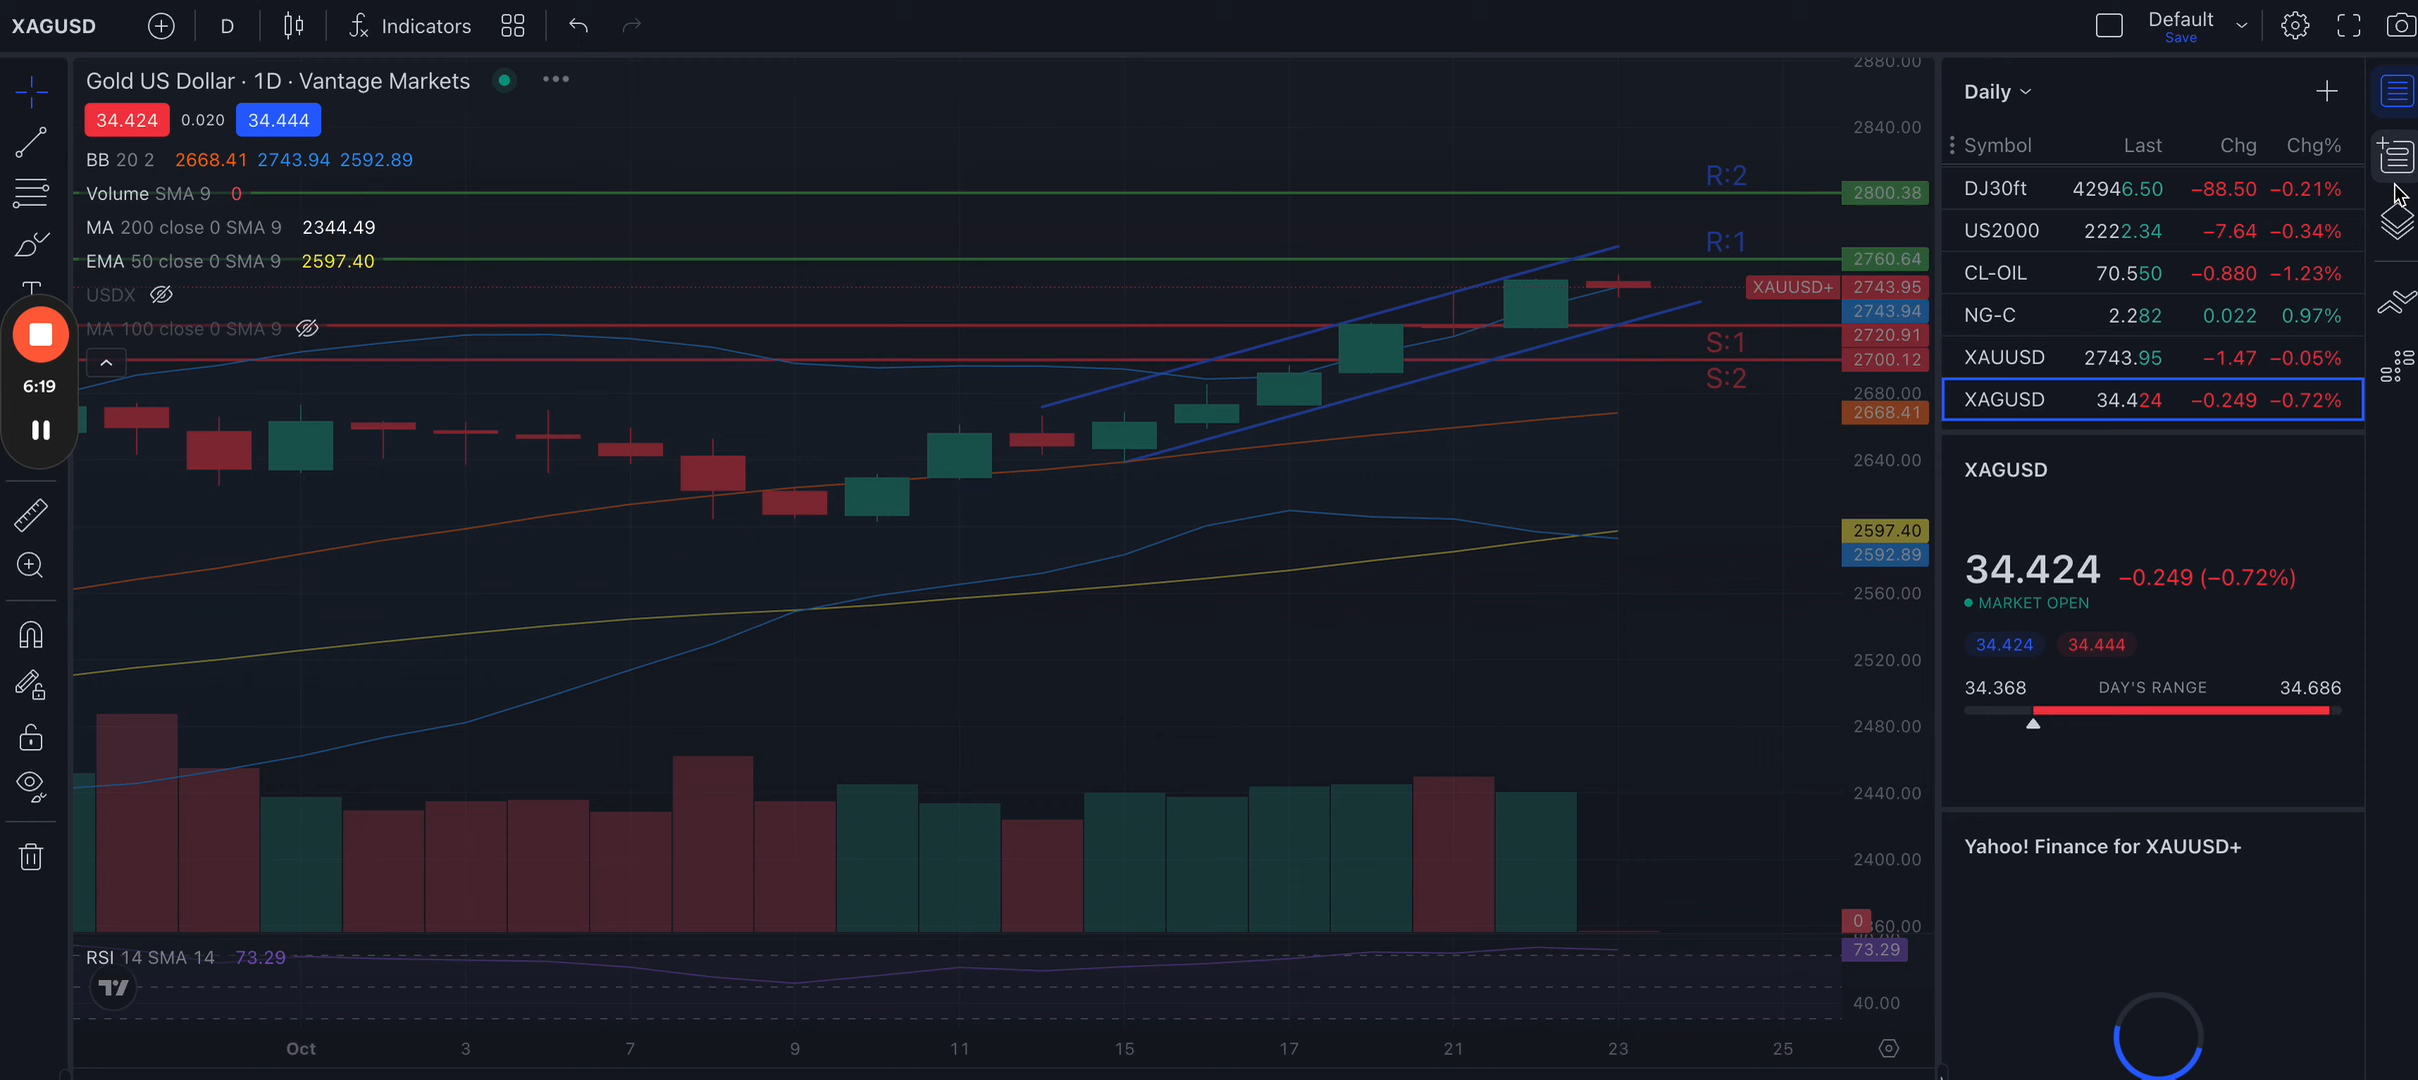 XAGUSD
D
Indicators
Default
Save
Gold US Dollar · 1D · Vantage Markets
34.424 0.020 34.444
BB 20 2 2668.41 2743.94 2592.89
Volume SMA 9 0
MA 200 close 0 SMA 9 2344.49
EMA 50 close 0 SMA 9 2597.40
USDX
MA 100 close 0 SMA 9
6:19
R:2
R:1
S:1
S:2
2880.00
2840.00
2800.38
2760.64
XAUUSD+ 2743.95
2743.94
2720.91
2700.12
2680.00
2668.41
2640.00
2597.40
2592.89
2560.00
2520.00
2480.00
2440.00
2400.00
0
60.00
RSI 14 SMA 14 73.29
73.29
40.00
Oct 3 7 9 11 15 17 21 23 25
Daily
Symbol Last Chg Chg%
DJ30ft 42946.50 −88.50 −0.21%
US2000 2222.34 −7.64 −0.34%
CL-OIL 70.550 −0.880 −1.23%
NG-C 2.282 0.022 0.97%
XAUUSD 2743.95 −1.47 −0.05%
XAGUSD 34.424 −0.249 −0.72%
XAGUSD
34.424 −0.249 (−0.72%)
MARKET OPEN
34.424 34.444
34.368 DAY'S RANGE 34.686
Yahoo! Finance for XAUUSD+